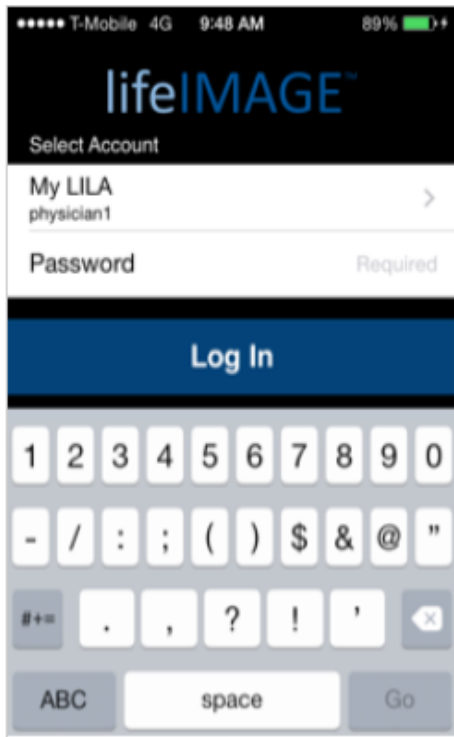 T-Mobile 4G 9:48 AM 89%
lifeIMAGE™
Select Account
My LILA
physician1
Password Required
Log In
1 2 3 4 5 6 7 8 9 0
- / : ; ( ) $ & @ "
#+= . , ? ! '
ABC space Go